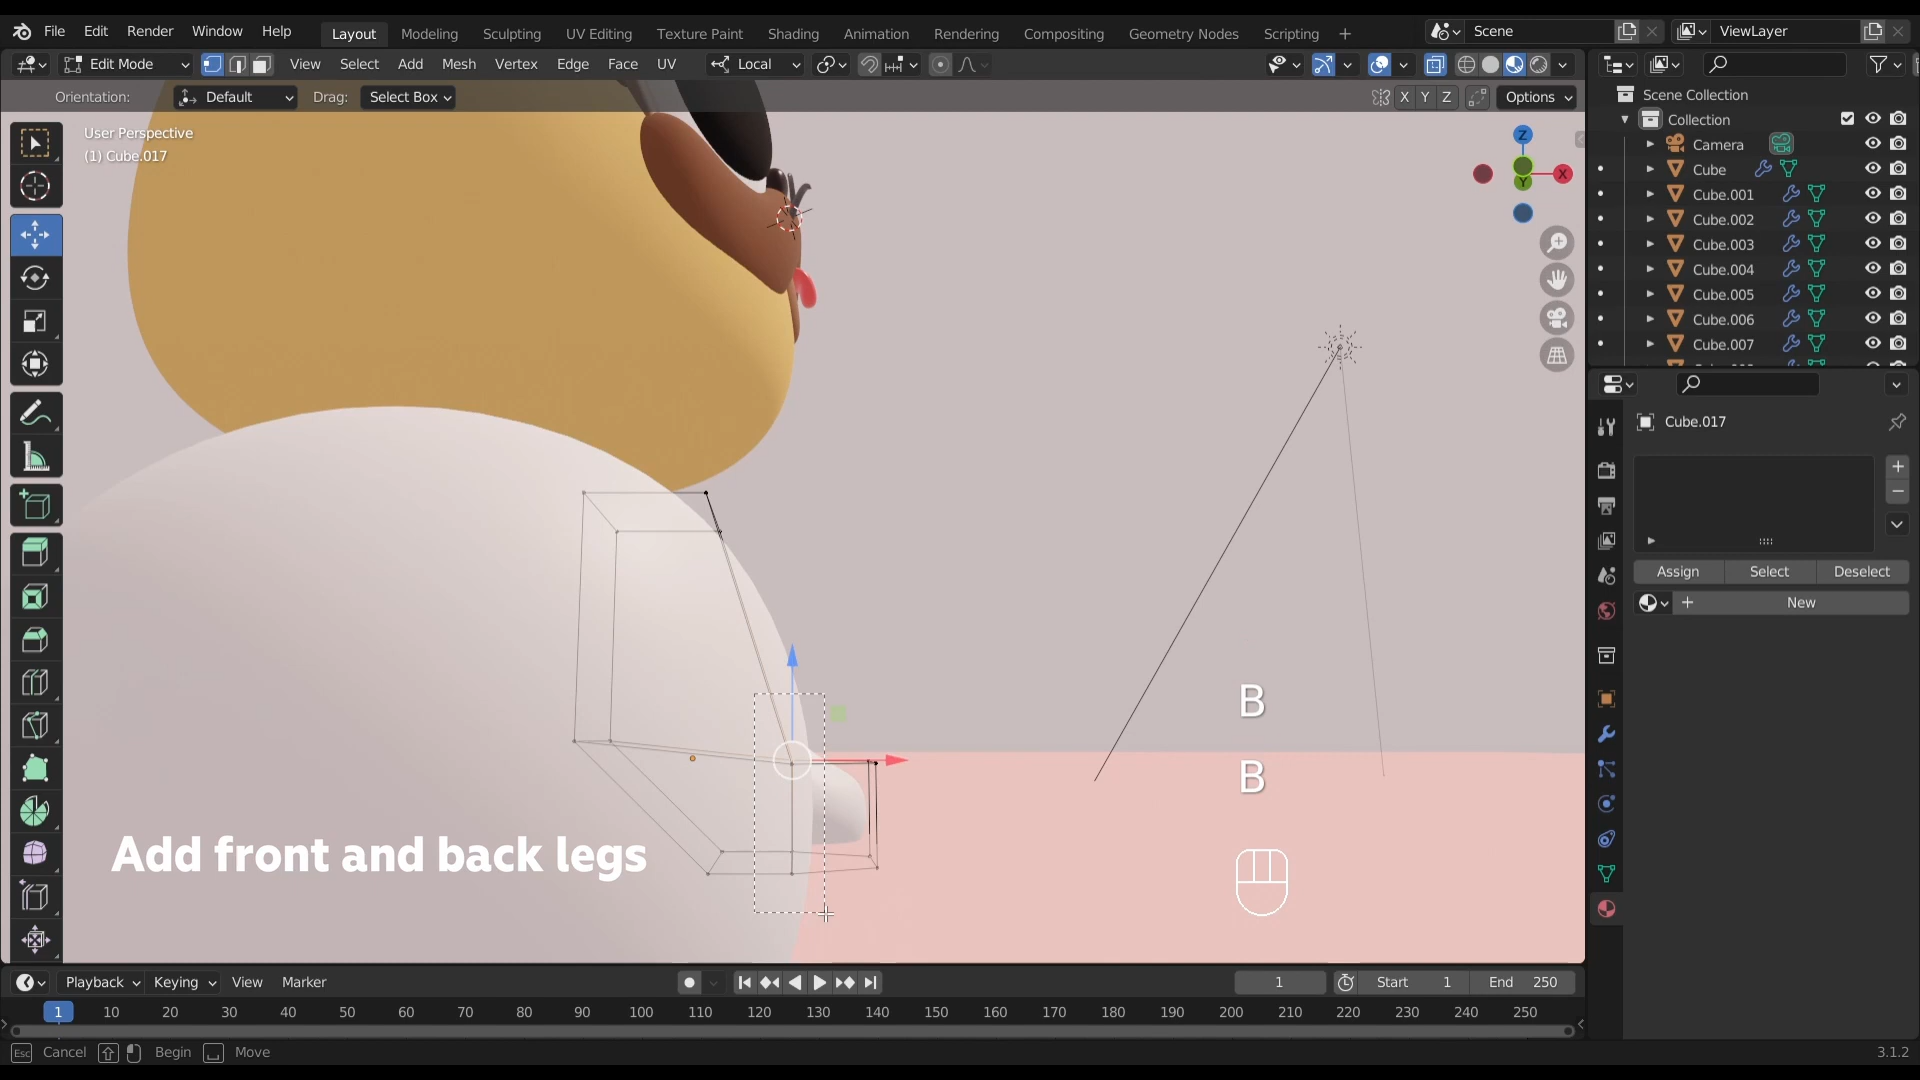 File Edit Render Window Help Layout Modeling Sculpting UV Editing Texture Paint Shading Animation Rendering Compositing Geometry Nodes Scripting + Scene ViewLayer
Edit Mode View Select Add Mesh Vertex Edge Face UV Local
Orientation: Default Drag: Select Box X Y Z Options
User Perspective
(1) Cube.017
Z
X
Y
Scene Collection
Collection
Camera
Cube
Cube.001
Cube.002
Cube.003
Cube.004
Cube.005
Cube.006
Cube.007
Cube.017
Assign Select Deselect
New
B
B
Add front and back legs
Playback Keying View Marker 1 Start 1 End 250
1 10 20 30 40 50 60 70 80 90 100 110 120 130 140 150 160 170 180 190 200 210 220 230 240 250
Esc Cancel Begin Move 3.1.2